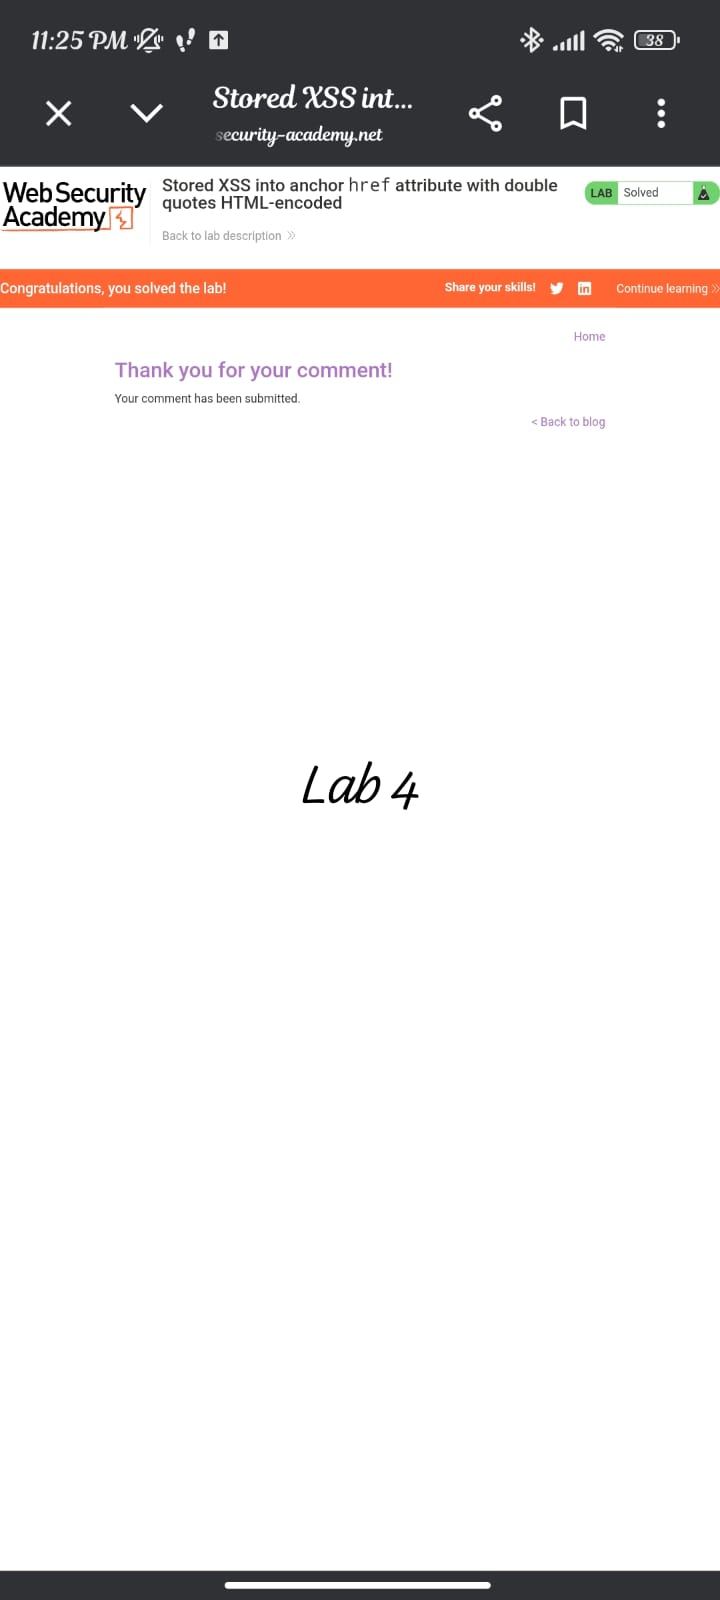 11:25 PM 38
Stored XSS int...
security-academy.net
Web Security
Academy
Stored XSS into anchor href attribute with double
quotes HTML-encoded
Back to lab description >>
LAB Solved
Congratulations, you solved the lab!
Share your skills!
Continue learning >>
Home
Thank you for your comment!
Your comment has been submitted.
< Back to blog
Lab 4